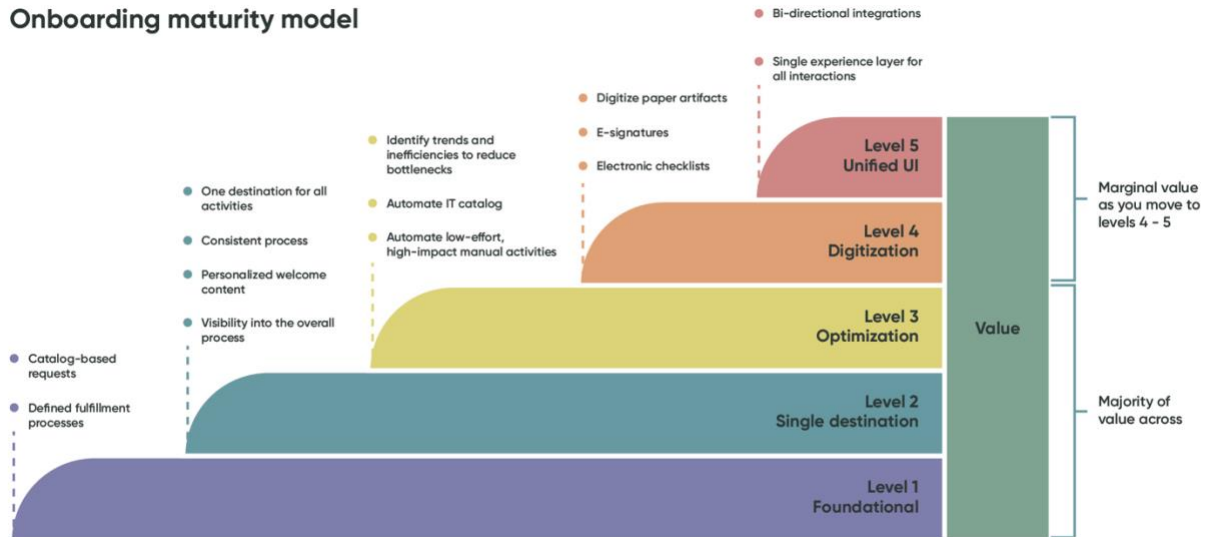 Onboarding maturity model
Bi-directional integrations
Single experience layer for
all interactions
Digitize paper artifacts
E-signatures
Electronic checklists
Identify trends and
inefficiencies to reduce
bottlenecks
Automate IT catalog
Automate low-effort,
high-impact manual activities
One destination for all
activities
Consistent process
Personalized welcome
content
Visibility into the overall
process
Catalog-based
requests
Defined fulfillment
processes
Level 5
Unified UI
Level 4
Digitization
Level 3
Optimization
Level 2
Single destination
Level 1
Foundational
Value
Marginal value
as you move to
levels 4 - 5
Majority of
value across